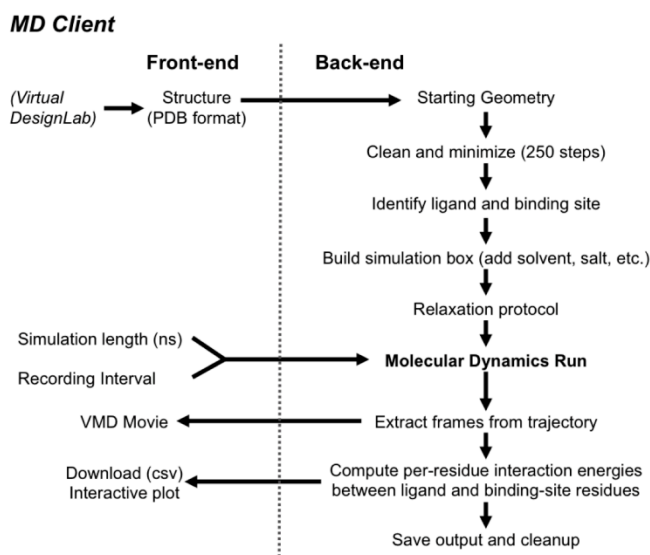 MD Client
Front-end
Back-end
(Virtual
DesignLab)
Structure
(PDB format)
Starting Geometry
Clean and minimize (250 steps)
Identify ligand and binding site
Build simulation box (add solvent, salt, etc.)
Relaxation protocol
Simulation length (ns)
Recording Interval
Molecular Dynamics Run
VMD Movie
Extract frames from trajectory
Download (csv)
Interactive plot
Compute per-residue interaction energies
between ligand and binding-site residues
Save output and cleanup